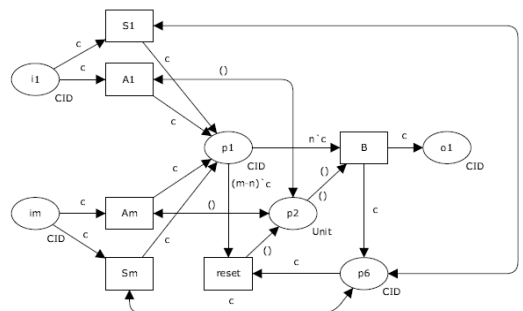 S1
c
c
c
i1
A1
()
CID
c
p1
n`c
B
c
o1
CID
CID
c
(m-n)`c
()
()
im
c
Am
()
p2
c
CID
Unit
c
c
()
Sm
reset
c
p6
c
CID